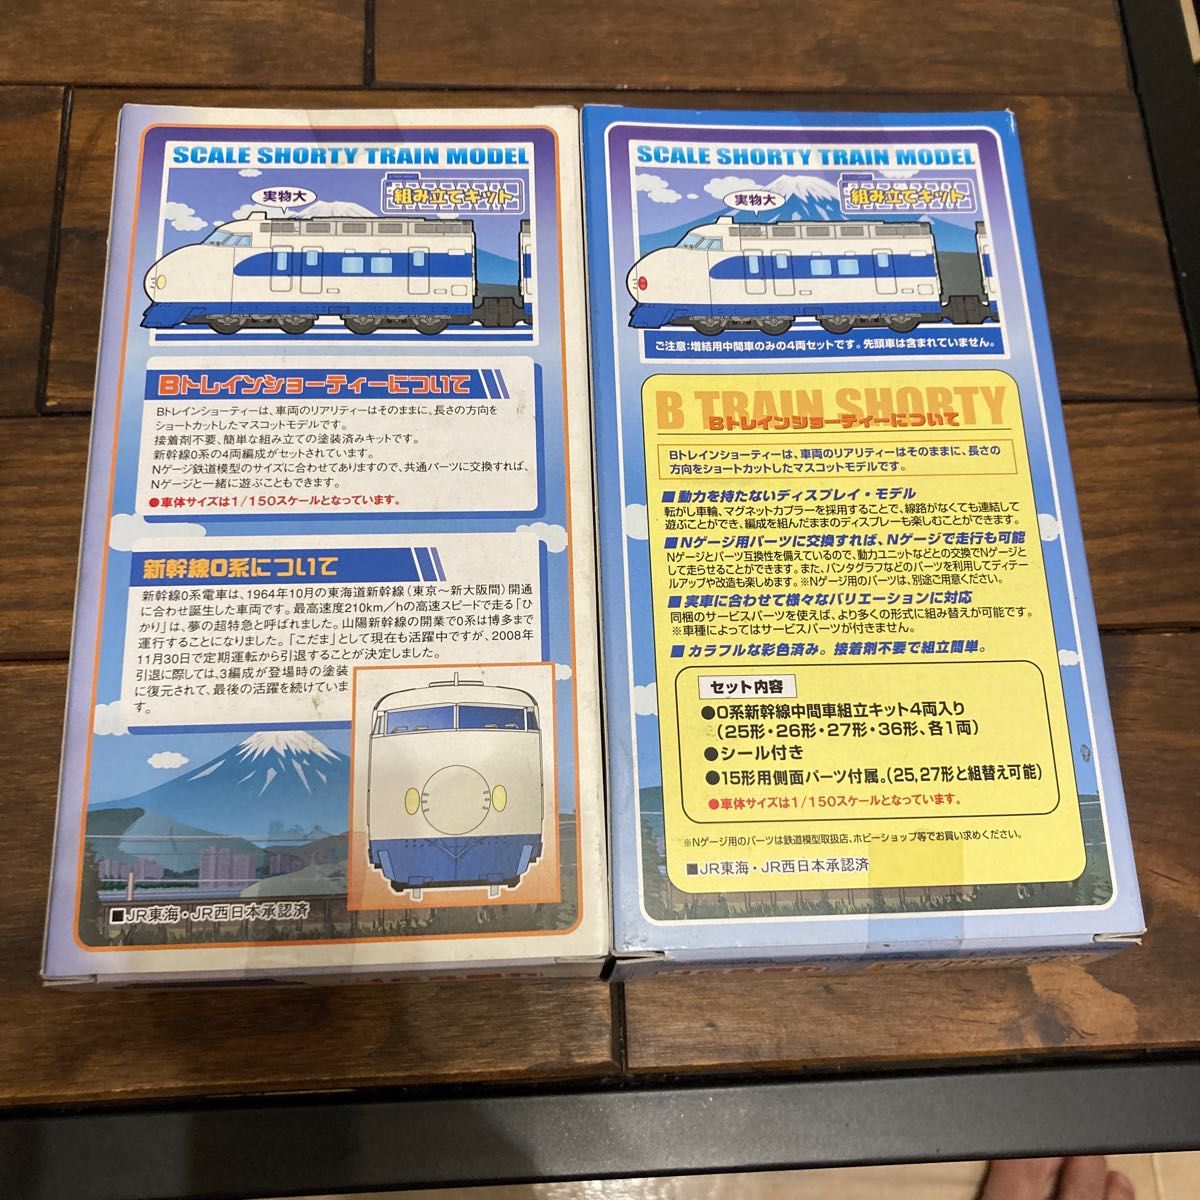 SCALE SHORTY TRAIN MODEL
実物大
組み立てキット
Bトレインショーティーについて
Bトレインショーティーは、車両のリアリティーはそのままに、長さの方向を
ショートカットしたマスコットモデルです。
接着剤不要、簡単な組み立ての塗装済みキットです。
新幹線0系の4両編成がセットされています。
Nゲージ鉄道模型のサイズに合わせてありますので、共通パーツに交換すれば、
Nゲージと一緒に遊ぶこともできます。
●車体サイズは1/150スケールとなっています。
新幹線0系について
新幹線0系電車は、1964年10月の東海道新幹線(東京～新大阪間)開通
に合わせ誕生した車両です。最高速度210km/hの高速スピードで走る「ひ
かり」は、夢の超特急と呼ばれました。山陽新幹線の開業で0系は博多まで
運行することになりました。「こだま」として現在も活躍中ですが、2008年
11月30日で定期運転から引退することが決定しました。
引退に際しては、3編成が登場時の塗装
に復元されて、最後の活躍を続けていま
す。
■JR東海・JR西日本承認済
SCALE SHORTY TRAIN MODEL
実物大
組み立てキット
ご注意:増結用中間車のみの4両セットです。先頭車は含まれていません。
B TRAIN SHORTY
Bトレインショーティーについて
Bトレインショーティーは、車両のリアリティーはそのままに、長さの
方向をショートカットしたマスコットモデルです。
■動力を持たないディスプレイ・モデル
転がし車輪、マグネットカプラーを採用することで、線路がなくても連結して
遊ぶことができ、編成を組んだままのディスプレーも楽しむことができます。
■Nゲージ用パーツに交換すれば、Nゲージで走行も可能
Nゲージとパーツ互換性を備えているので、動力ユニットなどとの交換でNゲージと
して走らせることができます。また、パンタグラフなどのパーツを利用してディテー
ルアップや改造も楽しめます。※Nゲージ用のパーツは、別途ご用意ください。
■実車に合わせて様々なバリエーションに対応
同梱のサービスパーツを使えば、より多くの形式に組み替えが可能です。
※車種によってはサービスパーツが付きません。
■カラフルな彩色済み。接着剤不要で組立簡単。
セット内容
●0系新幹線中間車組立キット4両入り
(25形・26形・27形・36形、各1両)
●シール付き
●15形用側面パーツ付属。(25,27形と組替え可能)
●車体サイズは1/150スケールとなっています。
※Nゲージ用のパーツは鉄道模型取扱店、ホビーショップ等でお買い求めください。
■JR東海・JR西日本承認済